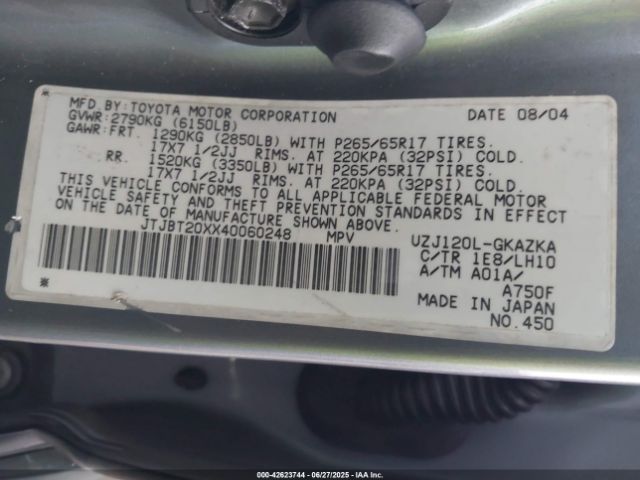 MFD BY: TOYOTA MOTOR CORPORATION DATE 08/04
GVWR: 2790KG (6150LB)
GAWR: FRT. 1290KG (2850LB) WITH P265/65R17 TIRES.
17X7 1/2JJ RIMS. AT 220KPA (32PSI) COLD.
RR. 1520KG (3350LB) WITH P265/65R17 TIRES.
17X7 1/2JJ RIMS. AT 220KPA (32PSI) COLD.
THIS VEHICLE CONFORMS TO ALL APPLICABLE FEDERAL MOTOR
VEHICLE SAFETY AND THEFT PREVENTION STANDARDS IN EFFECT
ON THE DATE OF MANUFACTURE SHOWN ABOVE.
JTJBT20XX40060248 MPV UZJ120L-GKAZKA
C/TR 1E8/LH10
A/TM A01A/
A750F
MADE IN JAPAN
NO. 450
00-42623744 | 06/27/2025 - Copyright IAA, LLC.